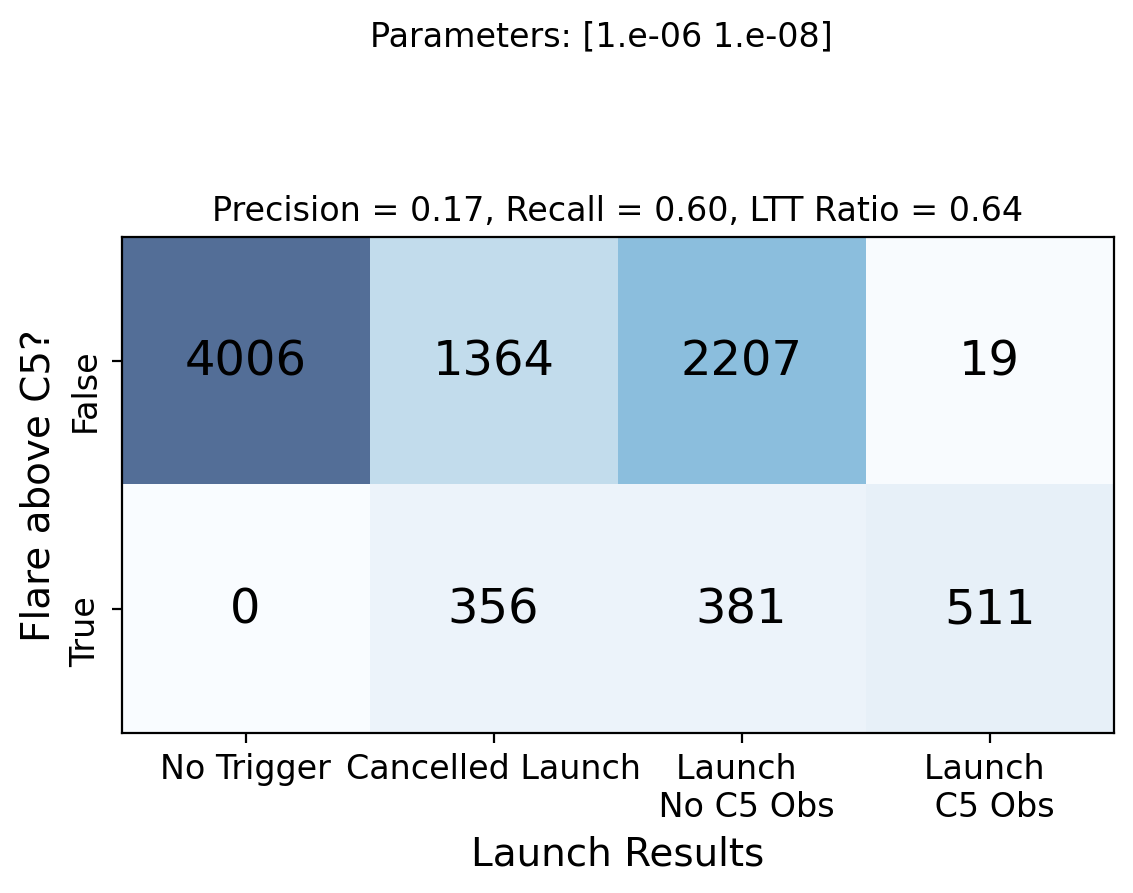 Parameters: [1.e-06 1.e-08]
Precision = 0.17, Recall = 0.60, LTT Ratio = 0.64
Flare above C5?
False
4006 1364 2207 19
True
0 356 381 511
No Trigger Cancelled Launch Launch Launch
No C5 Obs C5 Obs
Launch Results